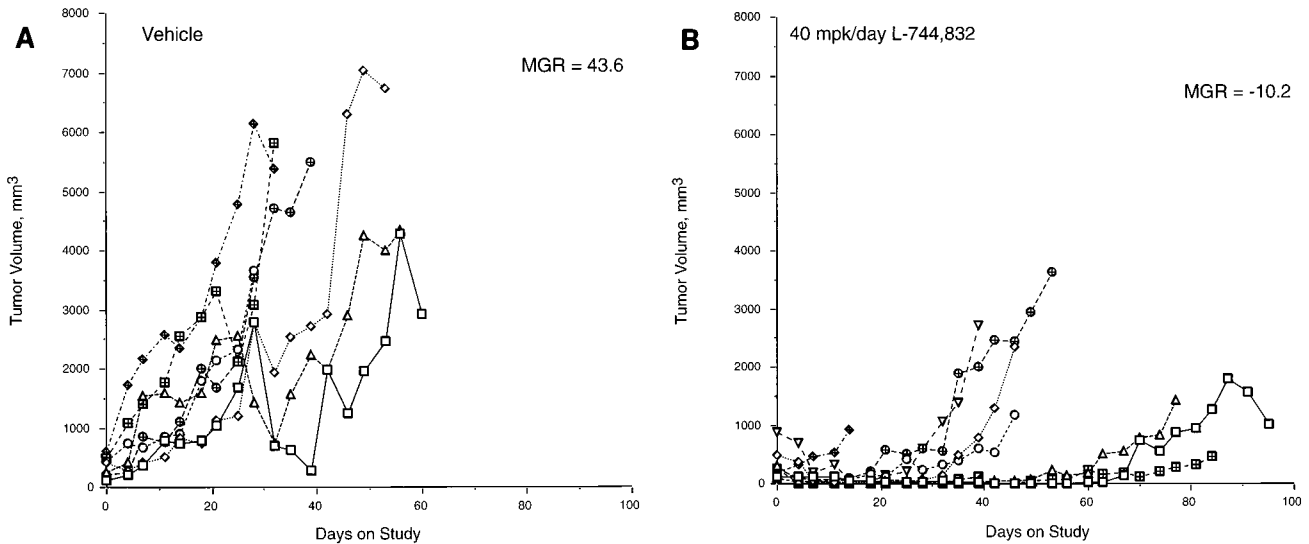 A
Vehicle
MGR = 43.6
8000
7000
6000
5000
4000
3000
2000
1000
0
Tumor Volume, mm³
0 20 40 60 80 100
Days on Study
B
40 mpk/day L-744,832
MGR = -10.2
8000
7000
6000
5000
4000
3000
2000
1000
0
Tumor Volume, mm³
0 20 40 60 80 100
Days on Study